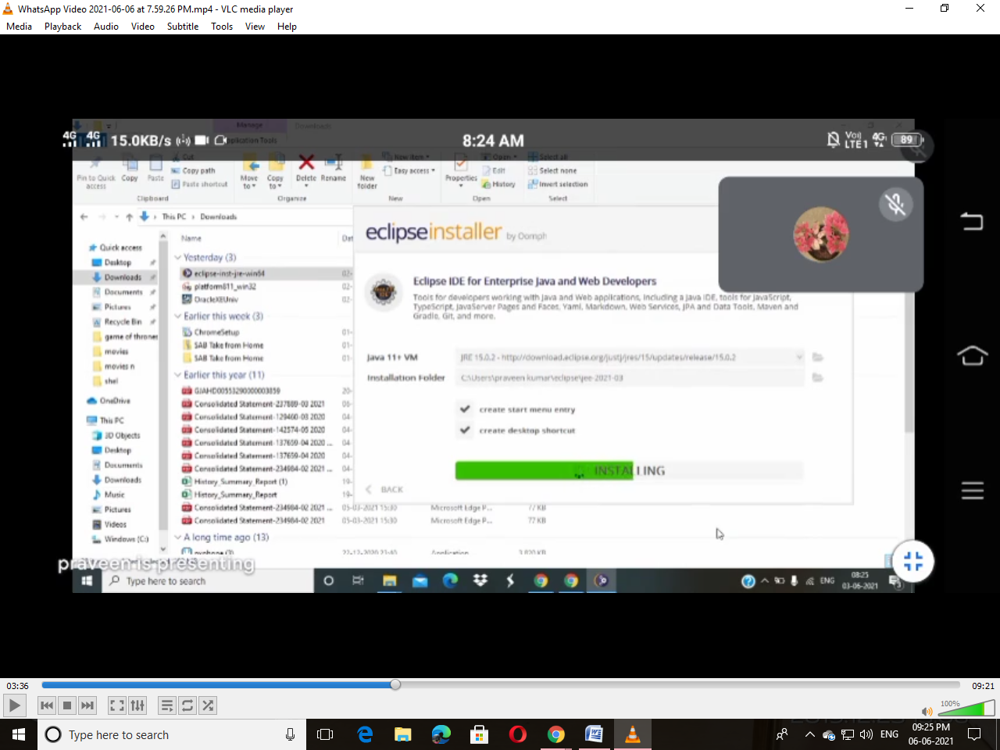 WhatsApp Video 2021-06-06 at 7.59.26 PM.mp4 - VLC media player
Media Playback Audio Video Subtitle Tools View Help
Manage Downloads
4G 4G 15.0KB/s 8:24 AM LTE1 4G 89
Application Tools
Pin to Quick access Copy Paste Cut Copy path Paste shortcut Move to Copy to Delete Rename New folder New item Easy access Properties Open Edit History Select all Select none Invert selection
Clipboard Organize New Open Select
This PC > Downloads
Name
Quick access
Desktop
Downloads
Documents
Pictures
Recycle Bin
game of thrones
movies
movies n
shel
OneDrive
This PC
3D Objects
Desktop
Documents
Downloads
Music
Pictures
Videos
Windows (C:)
Yesterday (3)
eclipse-inst-jre-win64
platform811_win32
OracleXEUniv
Earlier this week (3)
ChromeSetup
SAB Take from Home
SAB Take from Home
Earlier this year (11)
Consolidated Statement-237889-03 2021
Consolidated Statement-129460-03 2020
Consolidated Statement-142574-05 2020
Consolidated Statement-137654-04 2020 ...
Consolidated Statement-137659-04 2020
Consolidated Statement-234984-02 2021 ...
History_Summary_Report (1)
History_Summary_Report
Consolidated Statement-234984-02 2021 ... 05-03-2021 15:30 Microsoft Edge P... 77 KB
Consolidated Statement-234984-02 2021 05-03-2021 15:30 Microsoft Edge P... 77 KB
A long time ago (13)
eclipseinstaller by Oomph
Eclipse IDE for Enterprise Java and Web Developers
Tools for developers working with Java and Web applications, including a Java IDE, tools for JavaScript,
TypeScript, JavaServer Pages and Faces, Yaml, Markdown, Web Services, JPA and Data Tools, Maven and
Gradle, Git, and more.
Java 11+ VM JRE 15.0.2 - http://download.eclipse.org/justj/jres/15/updates/release/15.0.2
Installation Folder C:\Users\praveen kumar\eclipse\jee-2021-03
create start menu entry
create desktop shortcut
INSTALLING
BACK
praveen is presenting
Type here to search ENG 08:25
03-06-2021
03:36 09:21
100%
Type here to search ENG 09:25 PM
06-06-2021